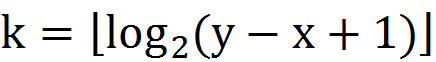 k = ⌊log₂(y − x + 1)⌋